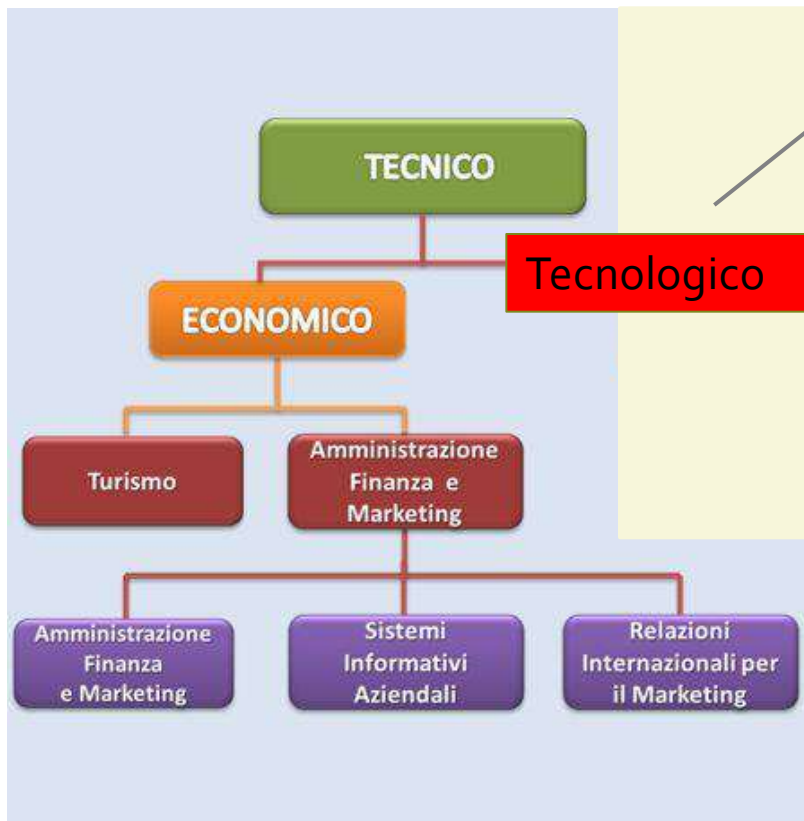 TECNICO
Tecnologico
ECONOMICO
Turismo
Amministrazione
Finanza e
Marketing
Amministrazione
Finanza
e Marketing
Sistemi
Informativi
Aziendali
Relazioni
Internazionali per
il Marketing